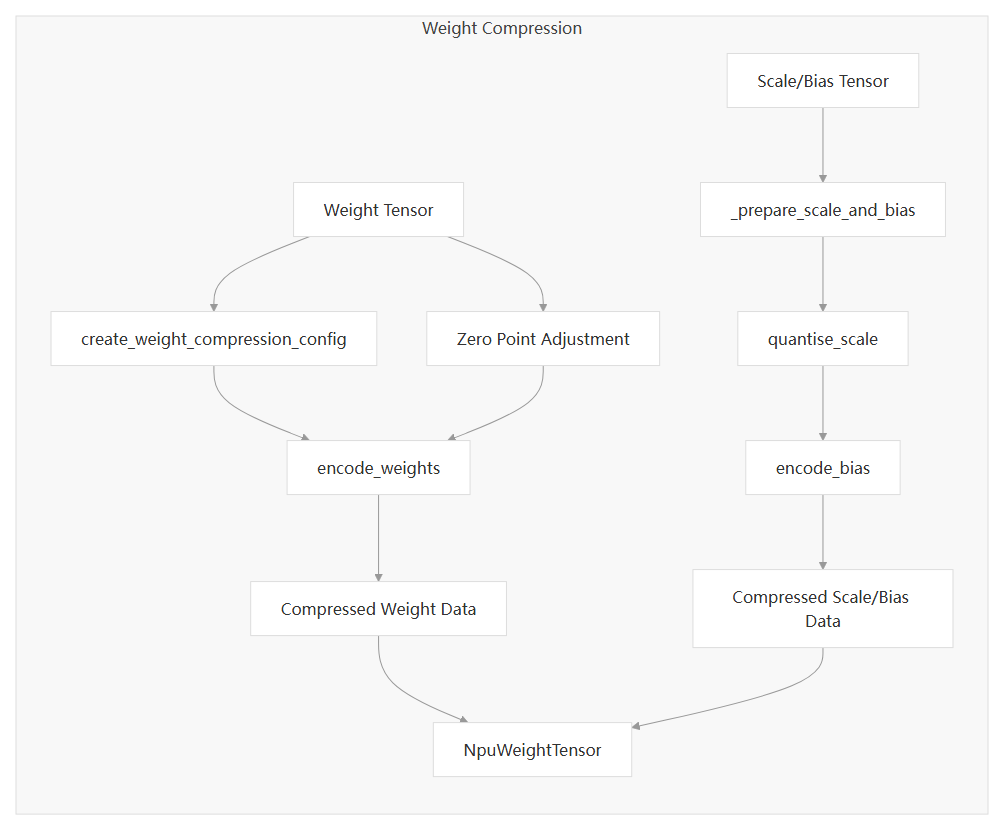 Weight Compression
Scale/Bias Tensor
Weight Tensor
_prepare_scale_and_bias
create_weight_compression_config
Zero Point Adjustment
quantise_scale
encode_weights
encode_bias
Compressed Weight Data
Compressed Scale/Bias
Data
NpuWeightTensor